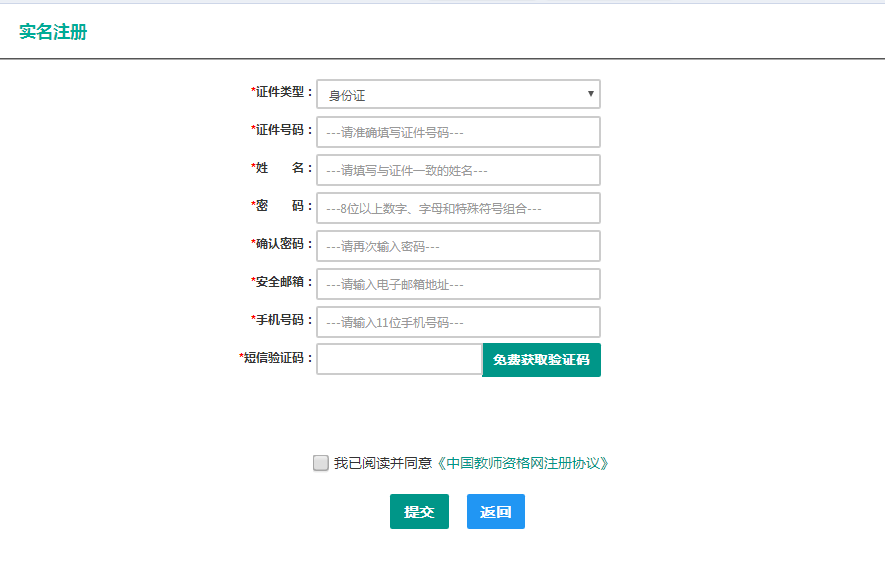 实名注册
*证件类型： 身份证
*证件号码： ---请准确填写证件号码---
*姓　　名： ---请填写与证件一致的姓名---
*密　　码： ---8位以上数字、字母和特殊符号组合---
*确认密码： ---请再次输入密码---
*安全邮箱： ---请输入电子邮箱地址---
*手机号码： ---请输入11位手机号码---
*短信验证码： 免费获取验证码
我已阅读并同意《中国教师资格网注册协议》
提交 返回